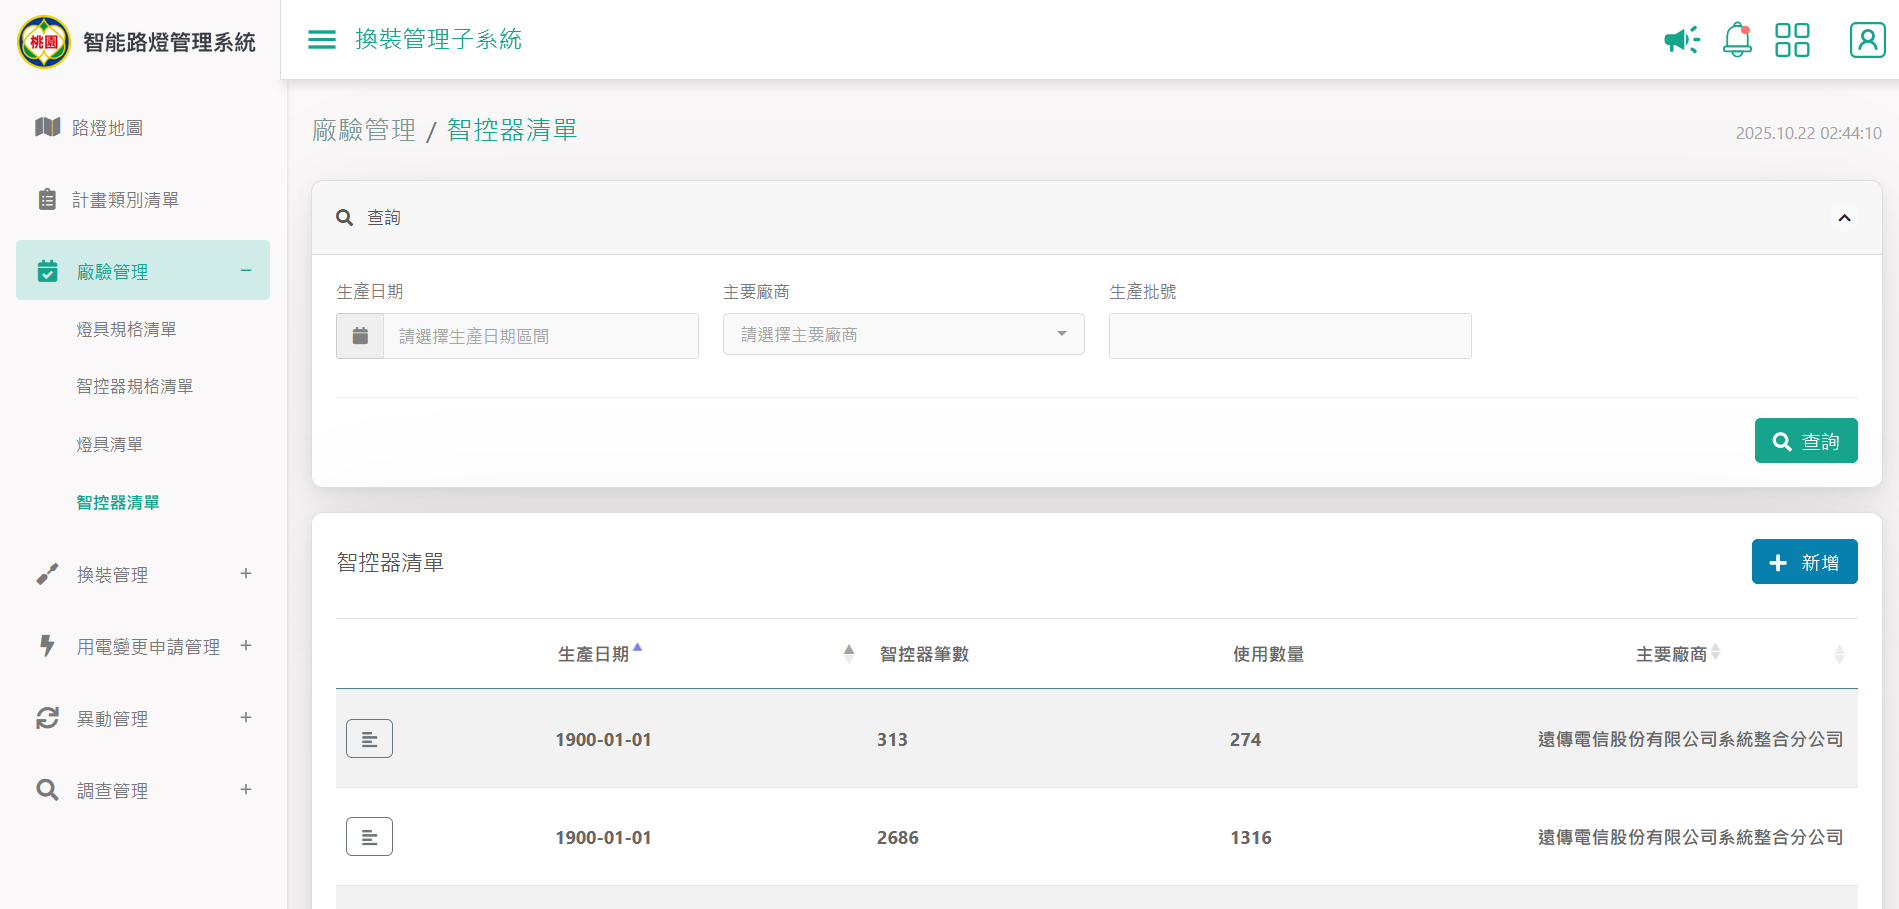 桃園
智能路燈管理系統
換裝管理子系統
路燈地圖
計畫類別清單
廠驗管理
燈具規格清單
智控器規格清單
燈具清單
智控器清單
換裝管理
用電變更申請管理
異動管理
調查管理
廠驗管理 / 智控器清單
2025.10.22 02:44:10
查詢
生產日期
主要廠商
生產批號
請選擇生產日期區間
請選擇主要廠商
查詢
智控器清單
新增
生產日期 智控器筆數 使用數量 主要廠商
1900-01-01 313 274 遠傳電信股份有限公司系統整合分公司
1900-01-01 2686 1316 遠傳電信股份有限公司系統整合分公司